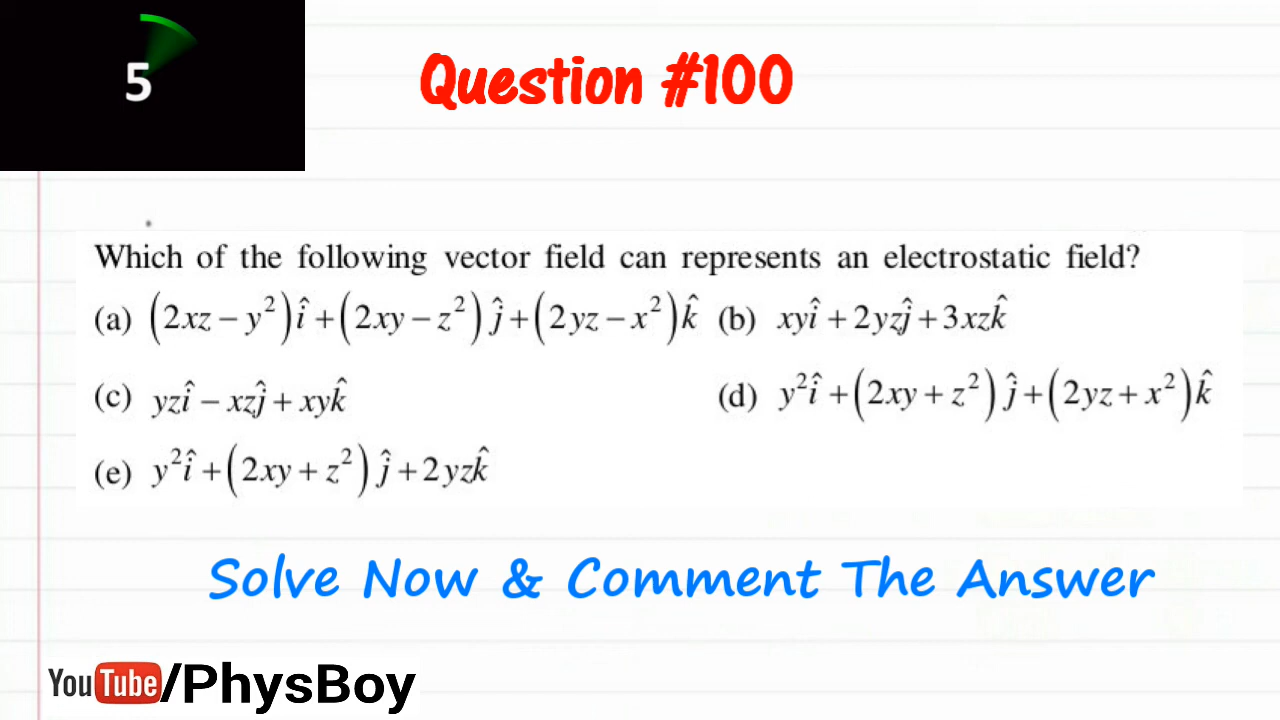 5
Question #100
Which of the following vector field can represents an electrostatic field?
(a) (2xz − y²)î + (2xy − z²)ĵ + (2yz − x²)k̂ (b) xyî + 2yzĵ + 3xzk̂
(c) yzî − xzĵ + xyk̂ (d) y²î + (2xy + z²)ĵ + (2yz + x²)k̂
(e) y²î + (2xy + z²)ĵ + 2yzk̂
Solve Now & Comment The Answer
YouTube/PhysBoy